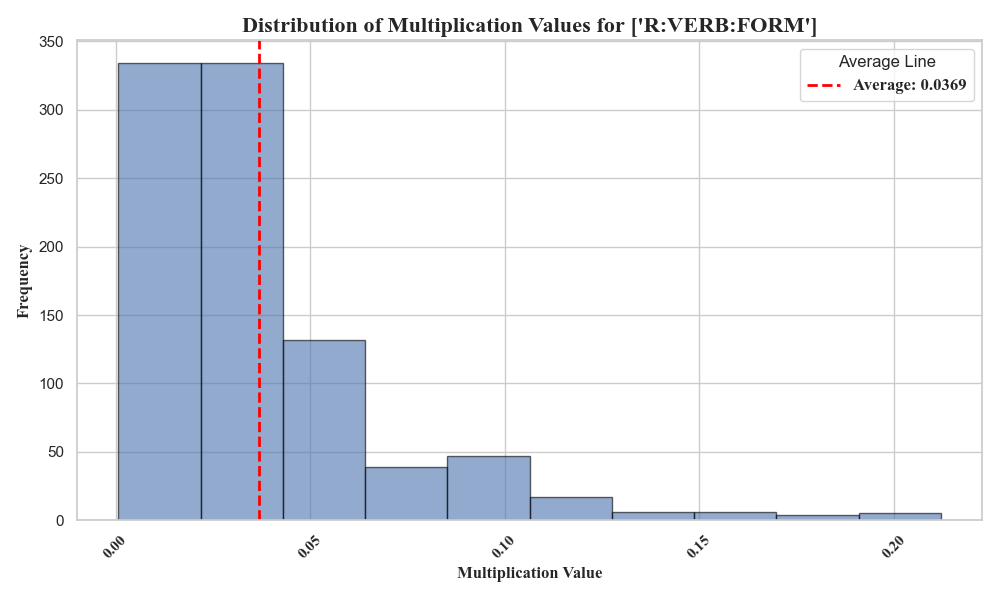 Distribution of Multiplication Values for ['R:VERB:FORM']
Average Line
Average: 0.0369
350
300
250
200
150
100
50
0
Frequency
0.00 0.05 0.10 0.15 0.20
Multiplication Value